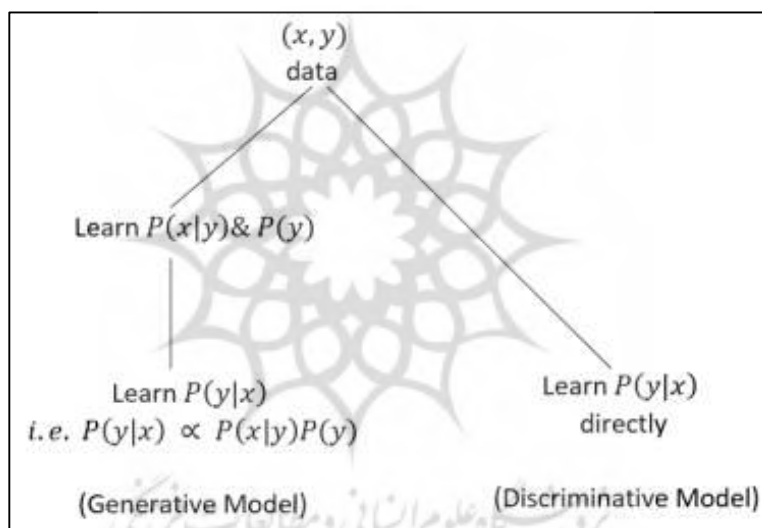 (x, y)
data
Learn P(x|y)& P(y)
Learn P(y|x)
i.e. P(y|x) ∝ P(x|y)P(y)
Learn P(y|x)
directly
(Generative Model)
(Discriminative Model)